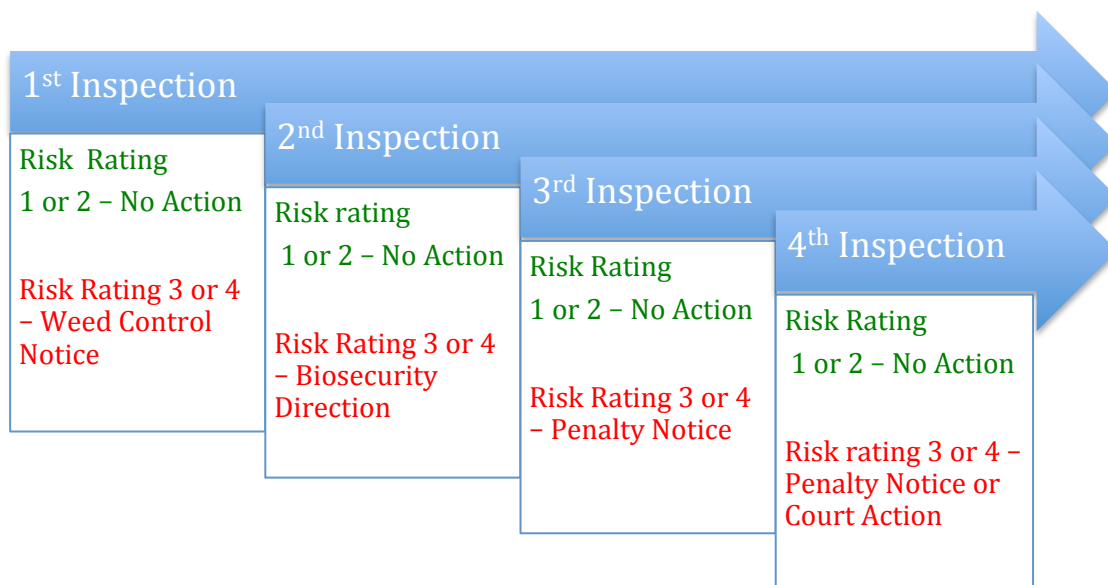 1st Inspection
Risk  Rating
1 or 2 – No Action
Risk Rating 3 or 4
– Weed Control
Notice
2nd Inspection
Risk rating
1 or 2 – No Action
Risk Rating 3 or 4
– Biosecurity
Direction
3rd Inspection
Risk Rating
1 or 2 – No Action
Risk Rating 3 or 4
– Penalty Notice
4th Inspection
Risk Rating
1 or 2 – No Action
Risk rating 3 or 4 –
Penalty Notice or
Court Action